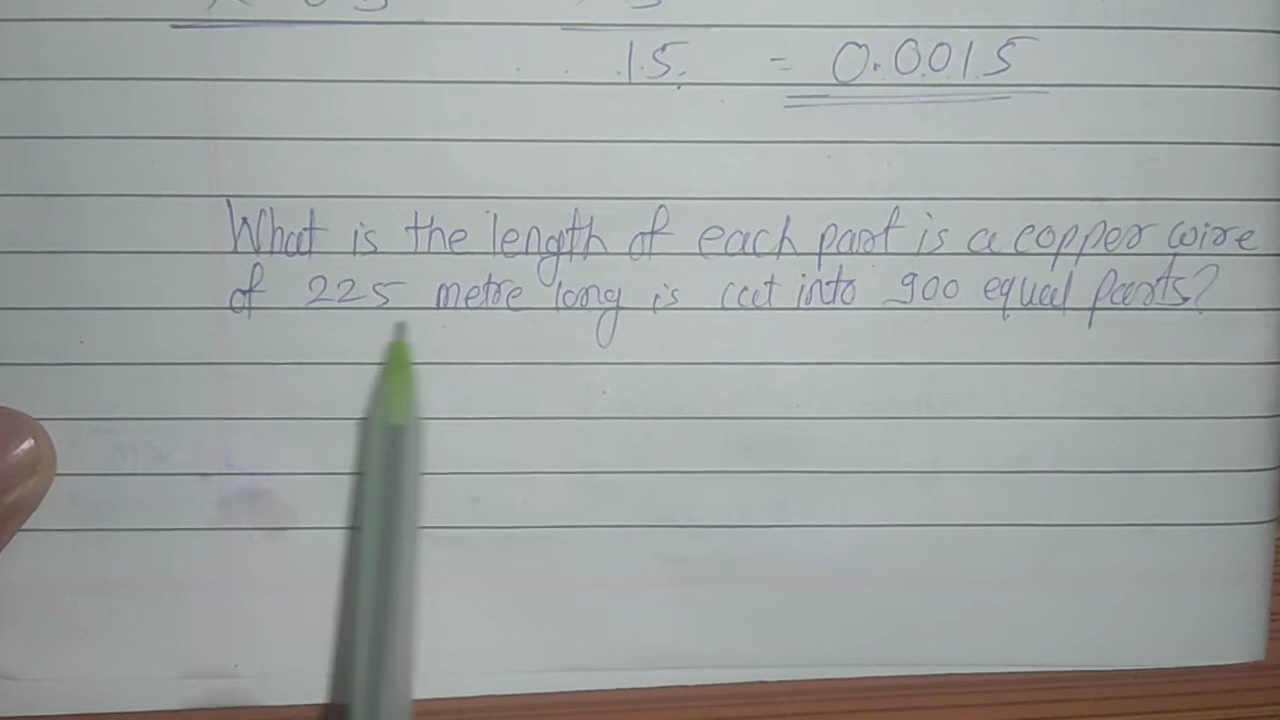 .15. = 0.0015
What is the length of each part is a copper wire
of 225 metre long is cut into 900 equal parts?